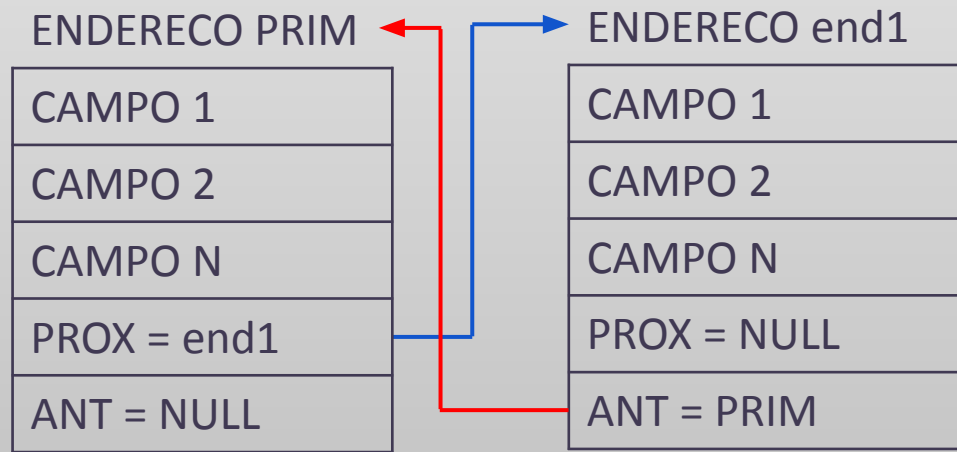 ENDERECO PRIM
CAMPO 1
CAMPO 2
CAMPO N
PROX = end1
ANT = NULL
ENDERECO end1
CAMPO 1
CAMPO 2
CAMPO N
PROX = NULL
ANT = PRIM